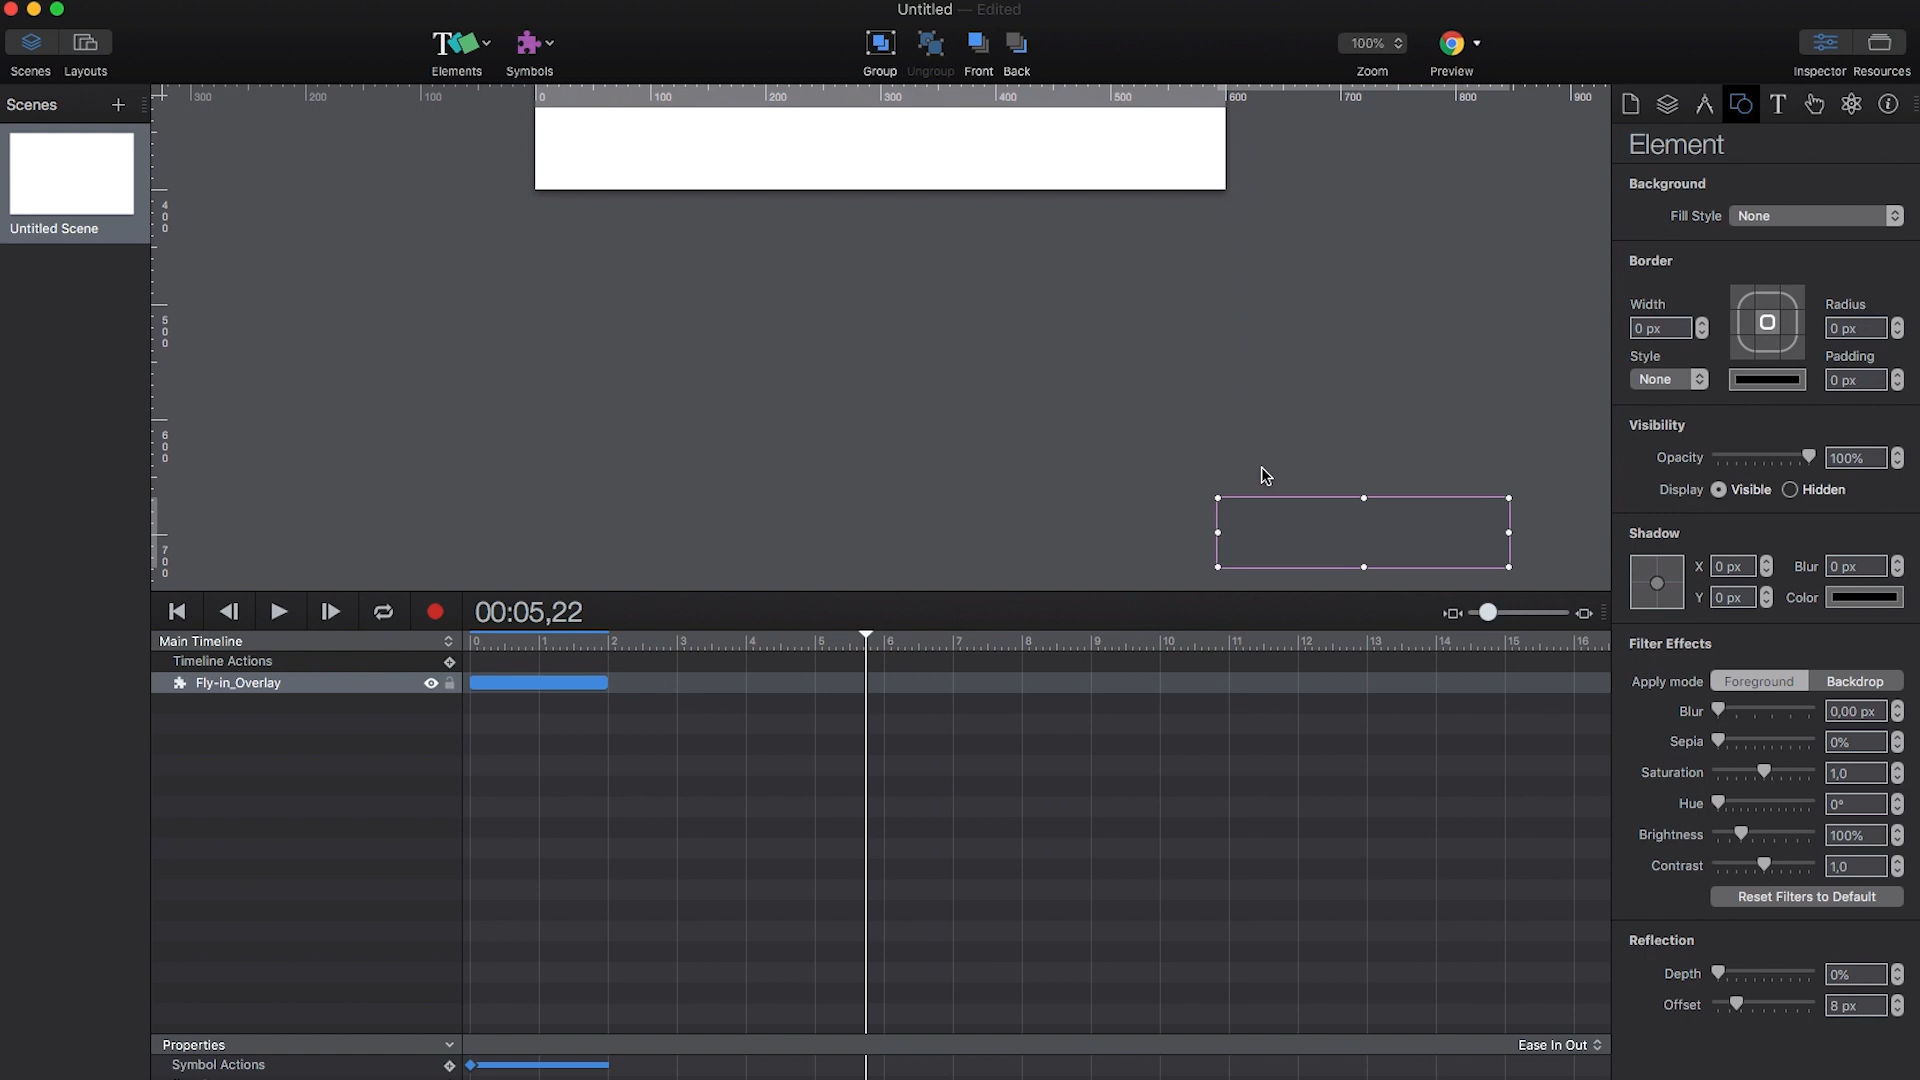 Untitled — Edited
Scenes Layouts
Elements Symbols
Group Ungroup Front Back
100%
Zoom
Preview
Inspector Resources
Scenes +
Untitled Scene
300 200 100 0 100 200 300 400 500 600 700 800 900
400
500
600
700
Element
Background
Fill Style None
Border
Width
0 px
Radius
0 px
Style
None
Padding
0 px
Visibility
Opacity 100%
Display Visible Hidden
Shadow
X 0 px Blur 0 px
Y 0 px Color
Filter Effects
Apply mode Foreground Backdrop
Blur 0,00 px
Sepia 0%
Saturation 1,0
Hue 0°
Brightness 100%
Contrast 1,0
Reset Filters to Default
Reflection
Depth 0%
Offset 8 px
00:05,22
Main Timeline
0 1 2 3 4 5 6 7 8 9 10 11 12 13 14 15 16
Timeline Actions
Fly-in_Overlay
Properties
Ease In Out
Symbol Actions